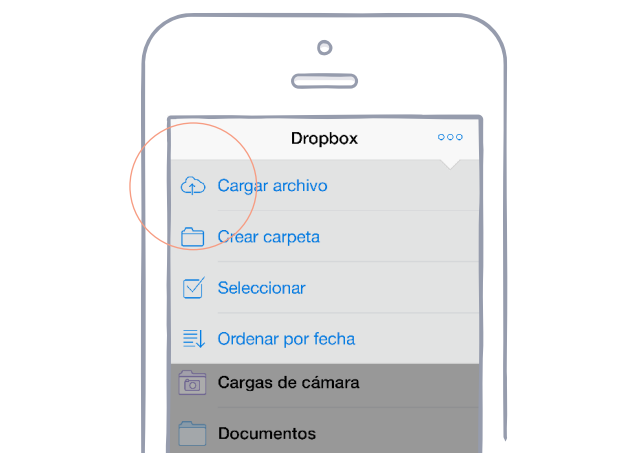 Dropbox
Cargar archivo
Crear carpeta
Seleccionar
Ordenar por fecha
Cargas de cámara
Documentos